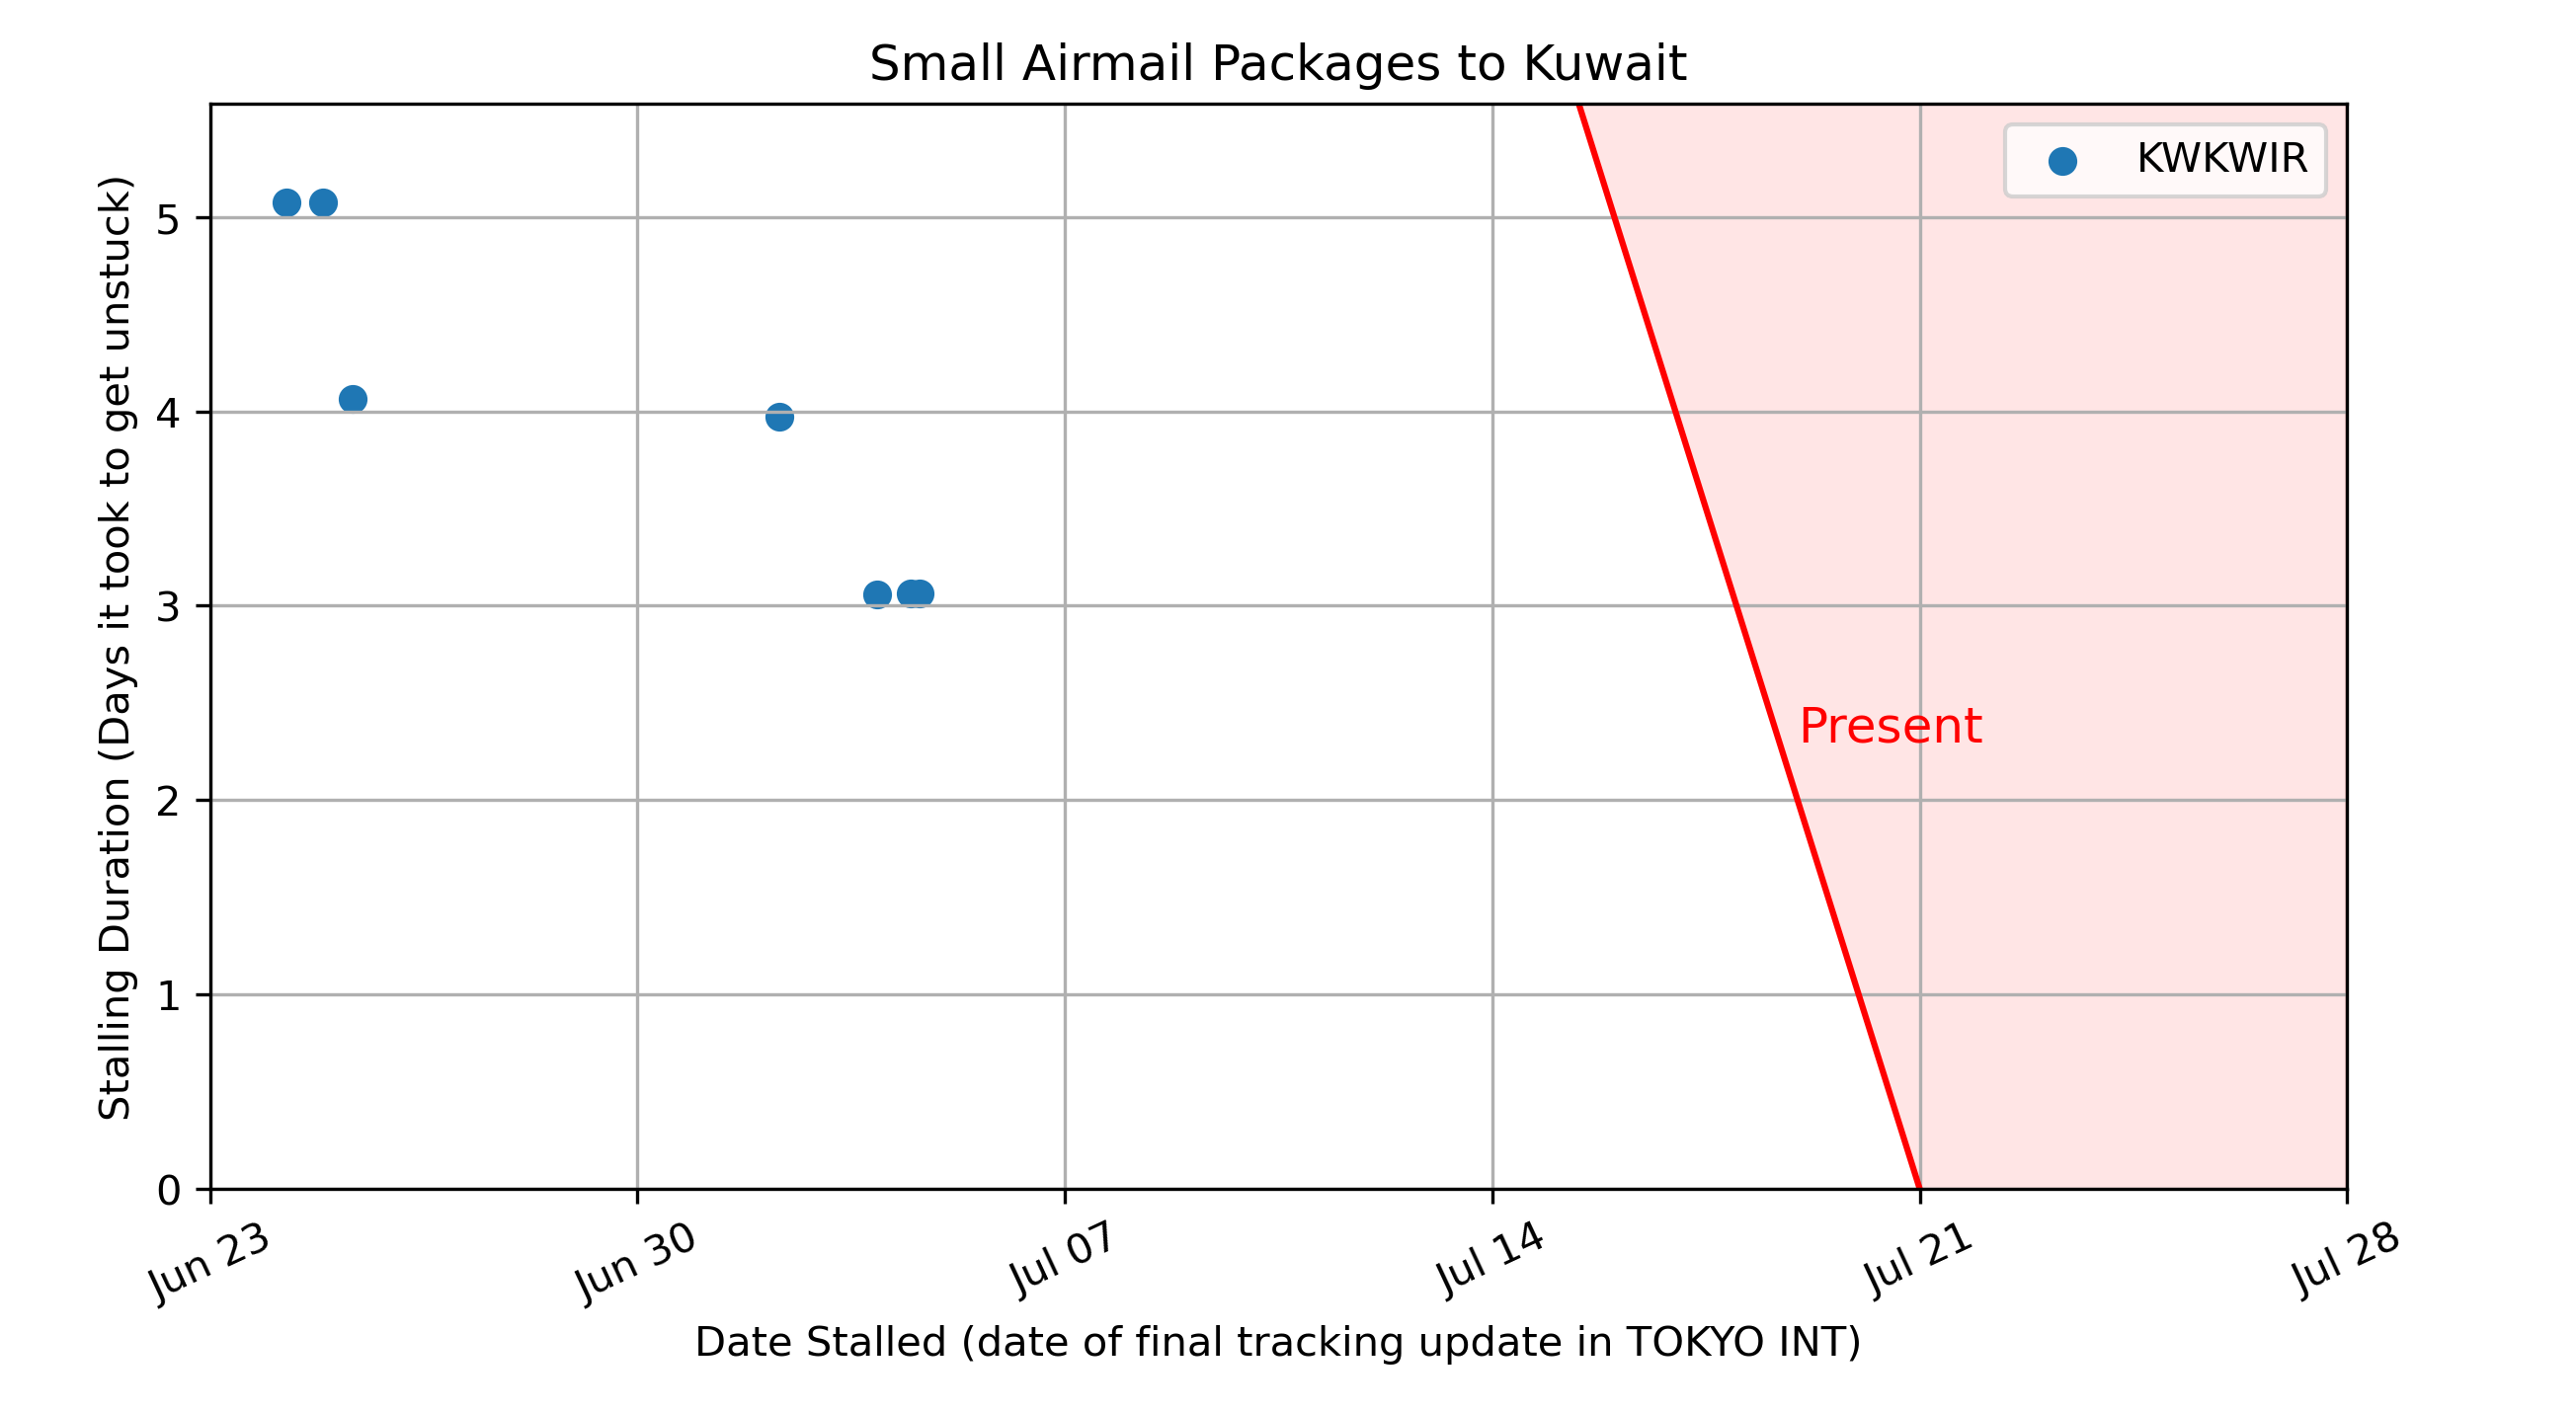 Small Airmail Packages to Kuwait
KWKWIR
Stalling Duration (Days it took to get unstuck)
5
4
3
2
1
0
Present
Jun 23
Jun 30
Jul 07
Jul 14
Jul 21
Jul 28
Date Stalled (date of final tracking update in TOKYO INT)